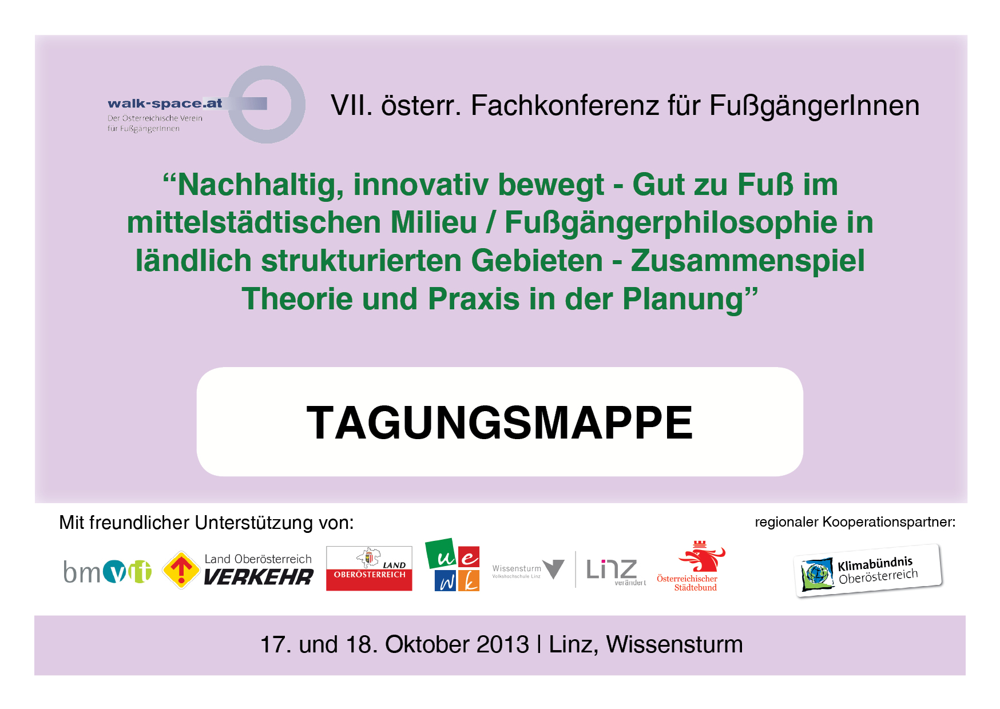 walk-space.at
Der Österreichische Verein
für FußgängerInnen
VII. österr. Fachkonferenz für FußgängerInnen
“Nachhaltig, innovativ bewegt - Gut zu Fuß im
mittelstädtischen Milieu / Fußgängerphilosophie in
ländlich strukturierten Gebieten - Zusammenspiel
Theorie und Praxis in der Planung”
TAGUNGSMAPPE
Mit freundlicher Unterstützung von:
regionaler Kooperationspartner:
bmvit
Land Oberösterreich
VERKEHR
LAND
OBERÖSTERREICH
ue
wk
Wissensturm
Volkshochschule Linz
Linz
verändert
Österreichischer
Städtebund
Klimabündnis
Oberösterreich
17. und 18. Oktober 2013 | Linz, Wissensturm